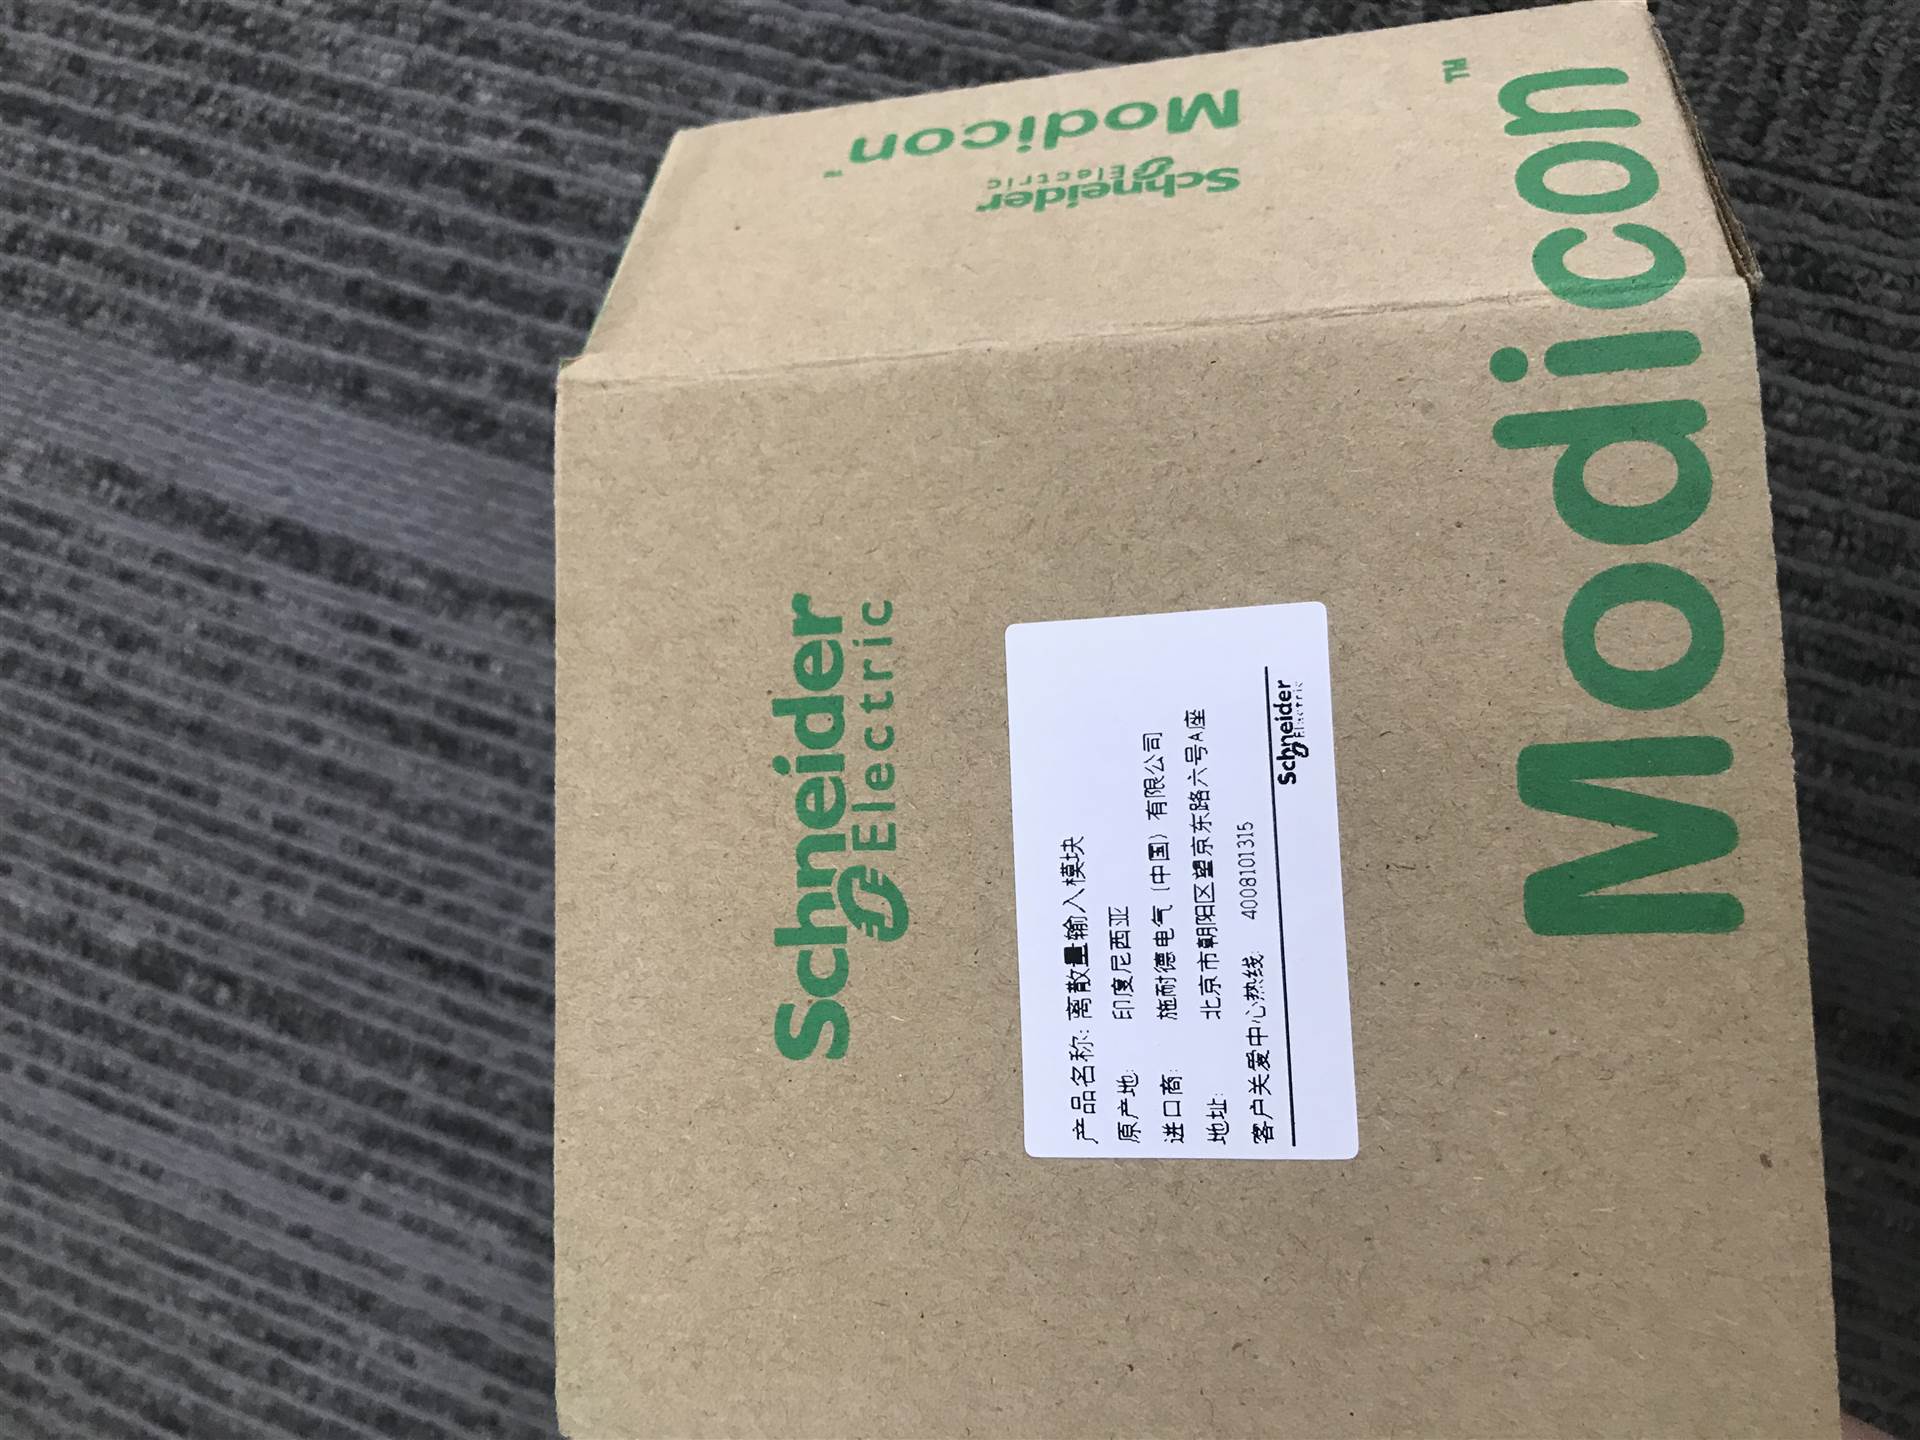 Modicon™
Schneider
Electric
Schneider
Electric
产品名称: 离散量输入模块
原产地: 印度尼西亚
进口商: 施耐德电气 (中国) 有限公司
地址: 北京市朝阳区望京东路六号A座
客户关爱中心热线: 4008101315
Schneider
Electric
Modicon™